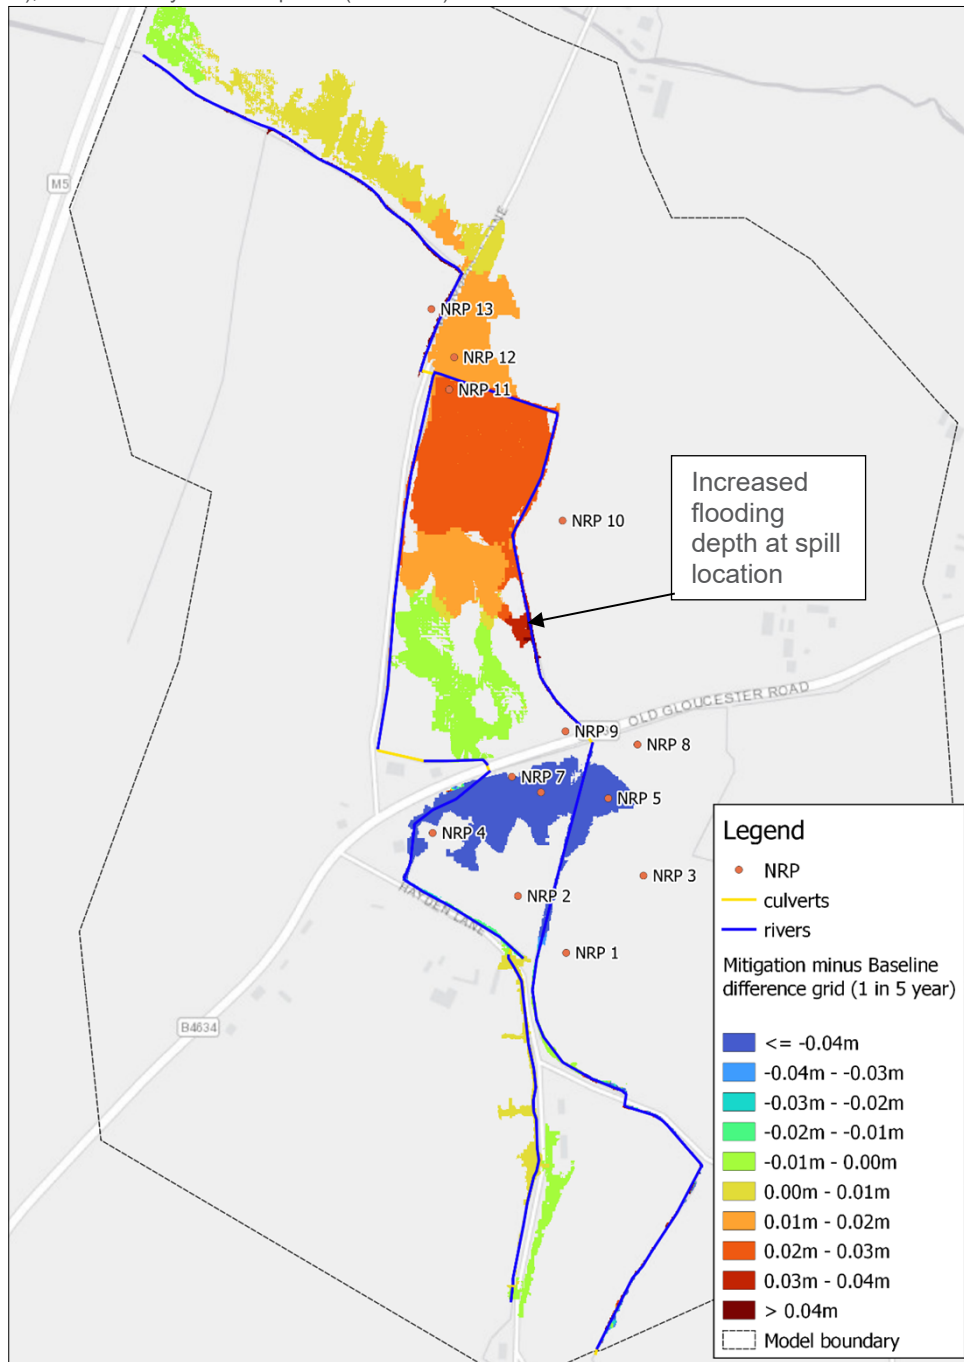 M5
NRP 13
NRP 12
NRP 11
NRP 10
Increased
flooding
depth at spill
location
OLD GLOUCESTER ROAD
NRP 9
NRP 8
NRP 7
NRP 5
NRP 4
NRP 3
NRP 2
HAYDEN LANE
NRP 1
B4634
Legend
NRP
culverts
rivers
Mitigation minus Baseline
difference grid (1 in 5 year)
<= -0.04m
-0.04m - -0.03m
-0.03m - -0.02m
-0.02m - -0.01m
-0.01m - 0.00m
0.00m - 0.01m
0.01m - 0.02m
0.02m - 0.03m
0.03m - 0.04m
> 0.04m
Model boundary